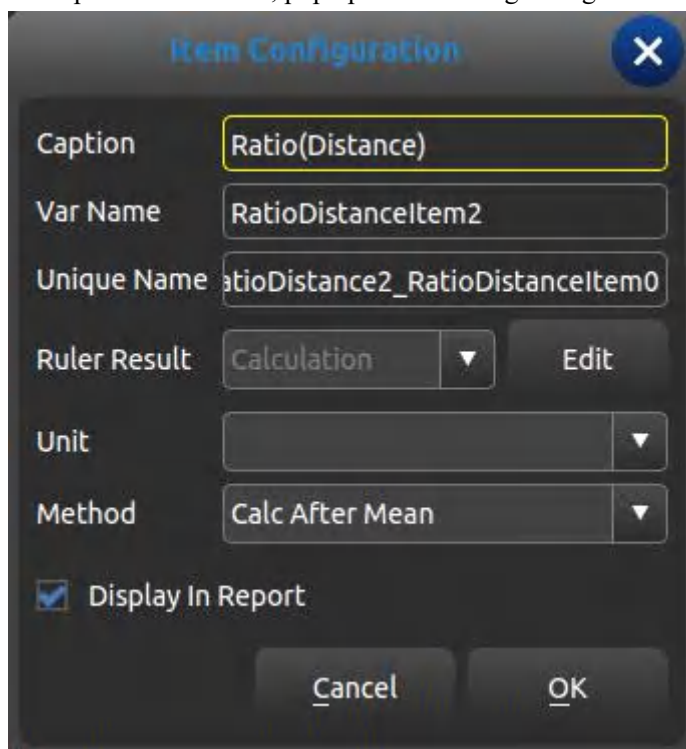 Item Configuration
Caption Ratio(Distance)
Var Name RatioDistanceItem2
Unique Name atioDistance2_RatioDistanceItem0
Ruler Result Calculation Edit
Unit
Method Calc After Mean
Display In Report
Cancel OK